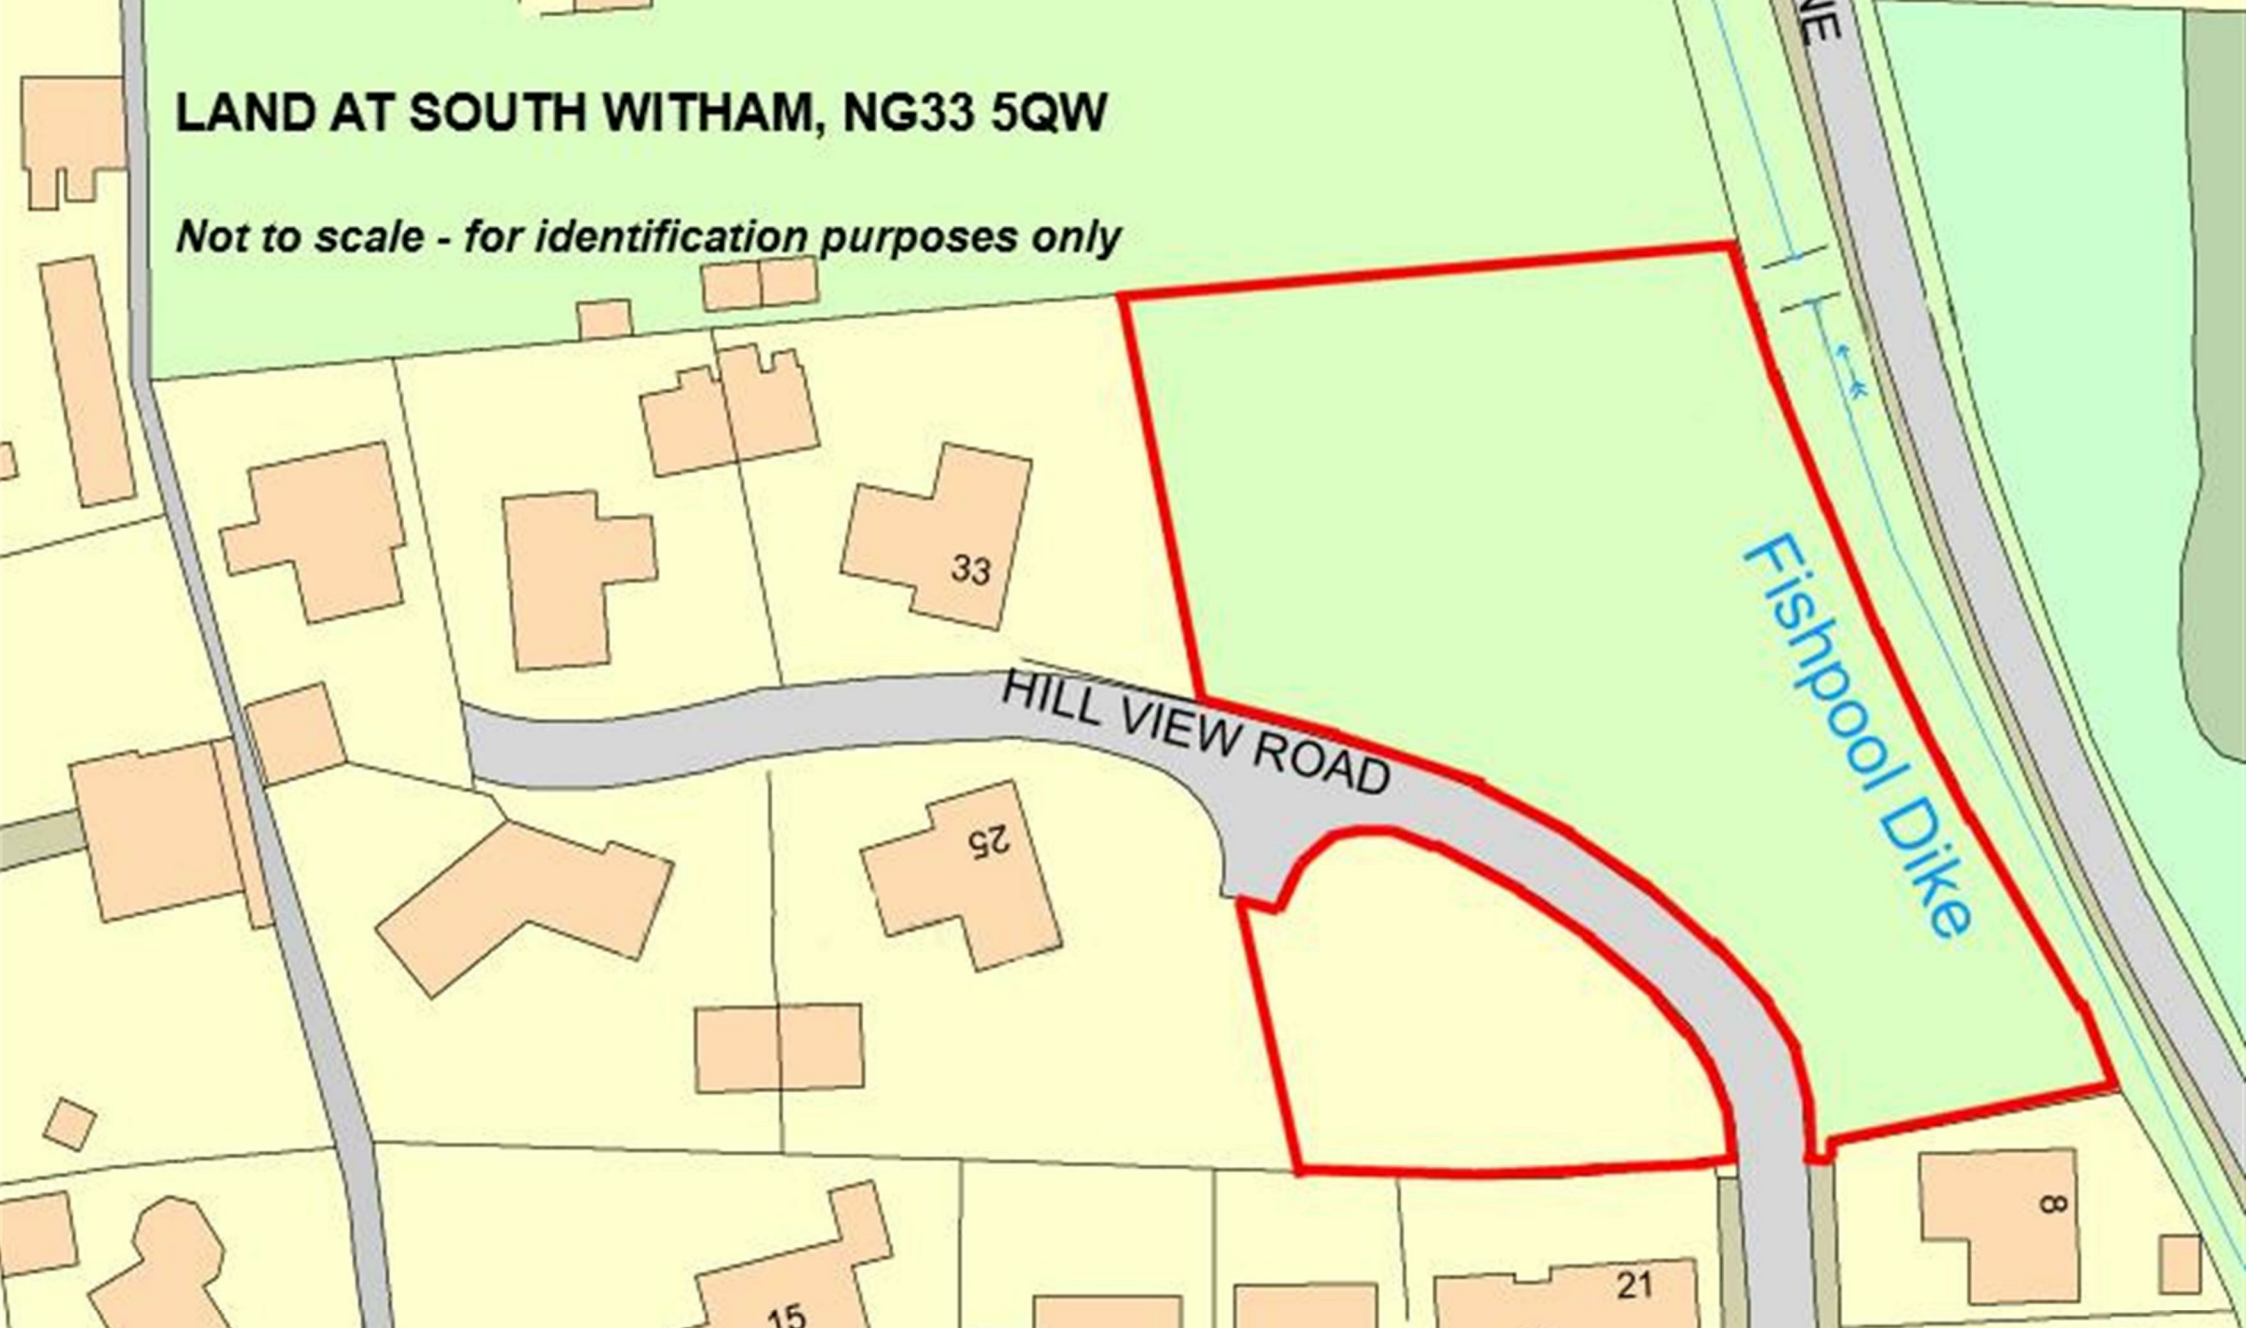 NE
LAND AT SOUTH WITHAM, NG33 5QW
Not to scale - for identification purposes only
33
HILL VIEW ROAD
Fishpool Dike
25
8
21
15